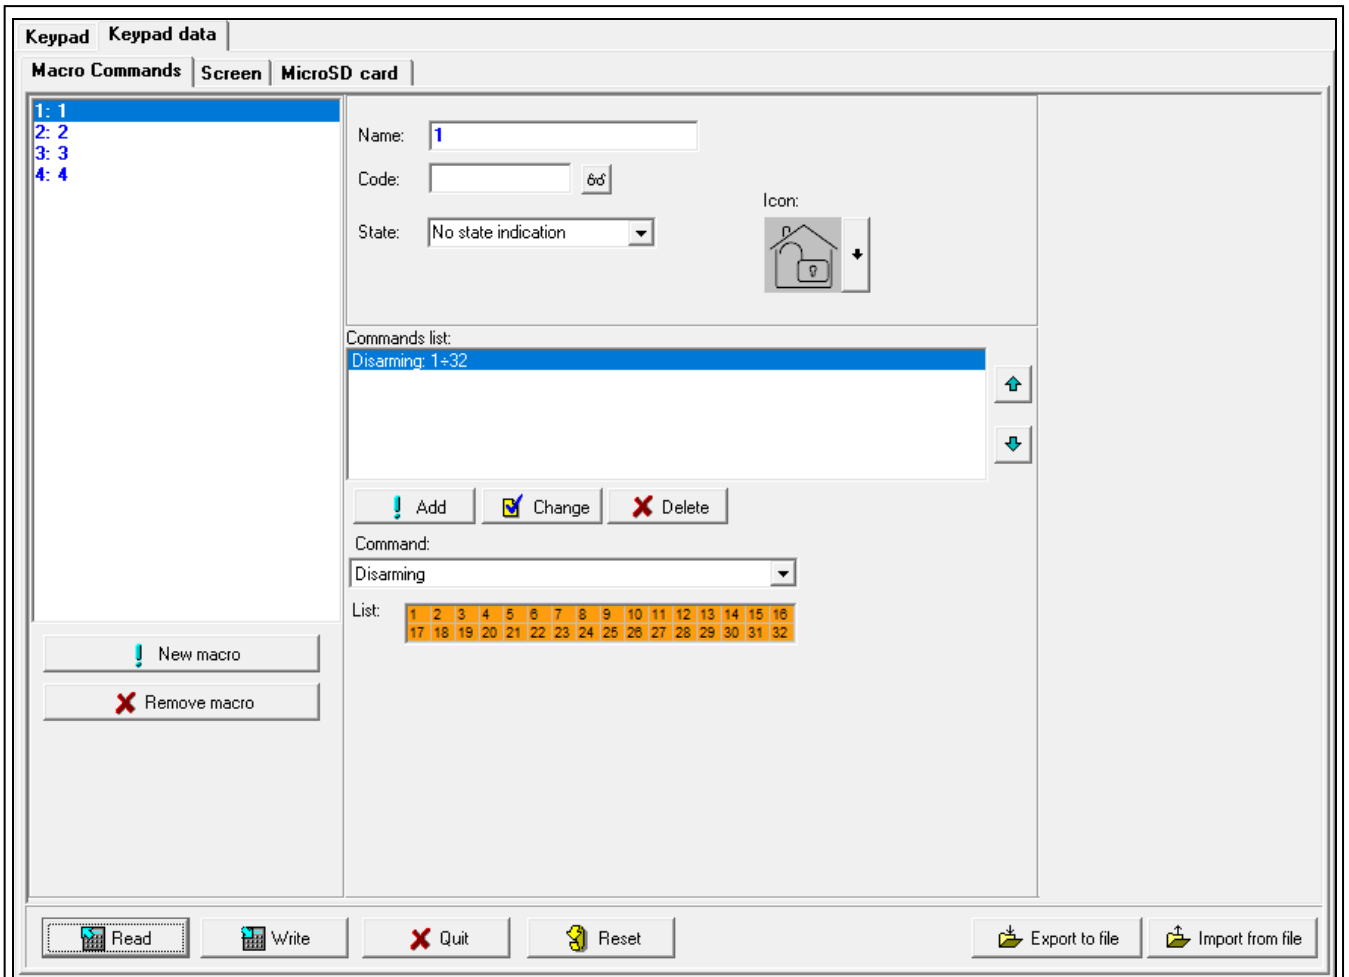 Keypad Keypad data
Macro Commands Screen MicroSD card
1: 1
2: 2
3: 3
4: 4
Name: 1
Code:
Icon:
State: No state indication
Commands list:
Disarming: 1÷32
Add Change Delete
Command:
Disarming
List: 1 2 3 4 5 6 7 8 9 10 11 12 13 14 15 16
17 18 19 20 21 22 23 24 25 26 27 28 29 30 31 32
New macro
Remove macro
Read Write Quit Reset Export to file Import from file